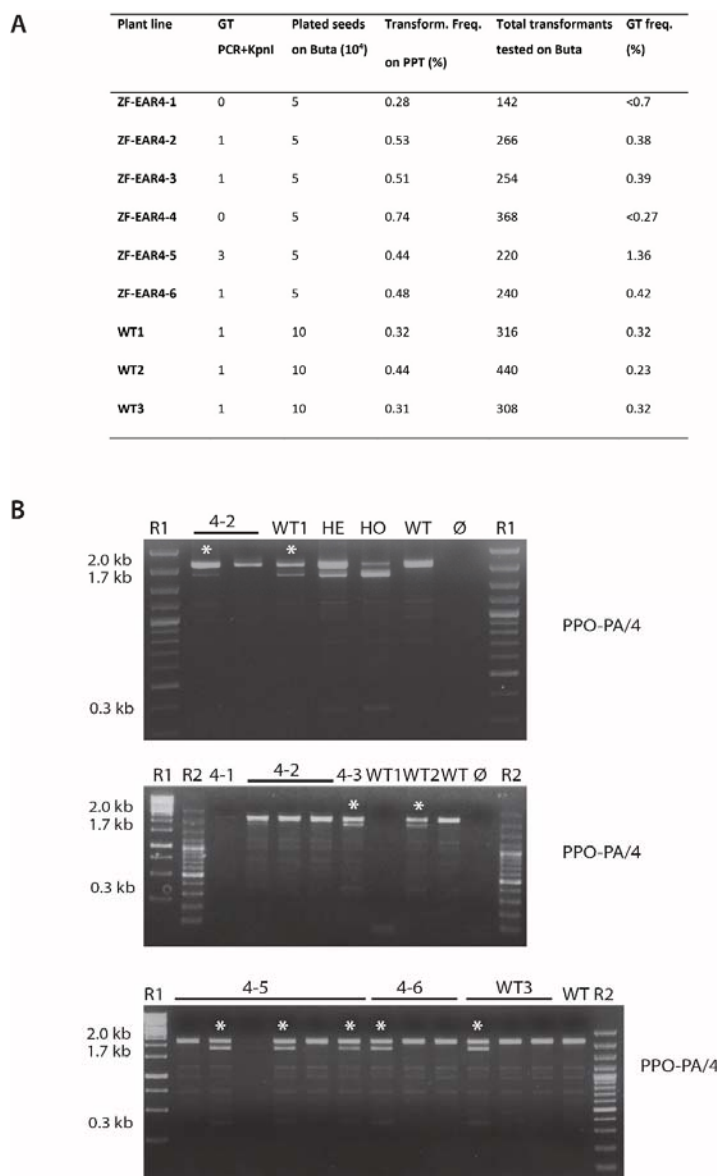 A
Plant line GT Plated seeds Transform. Freq. Total transformants GT freq.
PCR+KpnI on Buta (10⁴) on PPT (%) tested on Buta (%)
ZF-EAR4-1 0 5 0.28 142 <0.7
ZF-EAR4-2 1 5 0.53 266 0.38
ZF-EAR4-3 1 5 0.51 254 0.39
ZF-EAR4-4 0 5 0.74 368 <0.27
ZF-EAR4-5 3 5 0.44 220 1.36
ZF-EAR4-6 1 5 0.48 240 0.42
WT1 1 10 0.32 316 0.32
WT2 1 10 0.44 440 0.23
WT3 1 10 0.31 308 0.32
B
R1 4-2 WT1 HE HO WT Ø R1
* *
2.0 kb
1.7 kb
PPO-PA/4
0.3 kb
R1 R2 4-1 4-2 4-3 WT1 WT2 WT Ø R2
* *
2.0 kb
1.7 kb
PPO-PA/4
0.3 kb
R1 4-5 4-6 WT3 WT R2
* * * * *
2.0 kb
1.7 kb
PPO-PA/4
0.3 kb